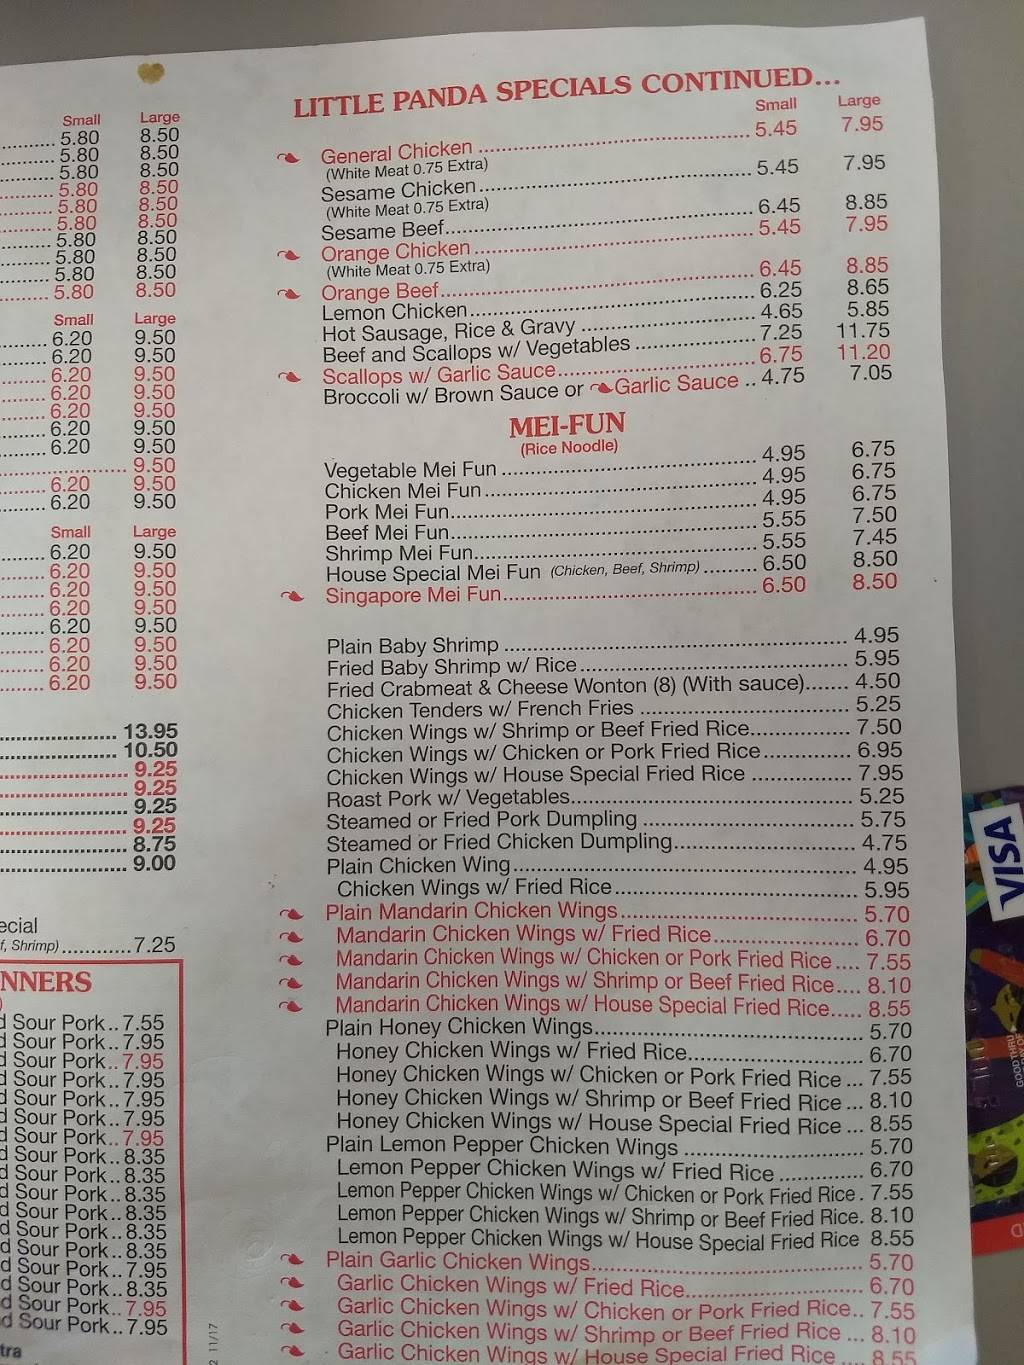 Small Large
5.80 8.50
5.80 8.50
5.80 8.50
5.80 8.50
5.80 8.50
5.80 8.50
5.80 8.50
5.80 8.50
5.80 8.50
5.80 8.50
Small Large
6.20 9.50
6.20 9.50
6.20 9.50
6.20 9.50
6.20 9.50
6.20 9.50
6.20 9.50
9.50
6.20 9.50
6.20 9.50
Small Large
6.20 9.50
6.20 9.50
6.20 9.50
6.20 9.50
6.20 9.50
6.20 9.50
6.20 9.50
6.20 9.50
13.95
10.50
9.25
9.25
9.25
9.25
8.75
9.00
ecial
f, Shrimp)............7.25
NNERS
)
d Sour Pork..7.55
d Sour Pork..7.95
d Sour Pork..7.95
d Sour Pork..7.95
d Sour Pork..7.95
d Sour Pork..7.95
d Sour Pork..7.95
d Sour Pork..8.35
d Sour Pork..8.35
d Sour Pork..8.35
d Sour Pork..8.35
d Sour Pork..8.35
d Sour Pork..7.95
d Sour Pork..8.35
d Sour Pork..7.95
d Sour Pork..7.95
tra
2 11/17
LITTLE PANDA SPECIALS CONTINUED...
Small Large
General Chicken 5.45 7.95
(White Meat 0.75 Extra)
Sesame Chicken 5.45 7.95
(White Meat 0.75 Extra)
Sesame Beef 6.45 8.85
Orange Chicken 5.45 7.95
(White Meat 0.75 Extra)
Orange Beef 6.45 8.85
Lemon Chicken 6.25 8.65
Hot Sausage, Rice & Gravy 4.65 5.85
Beef and Scallops w/ Vegetables 7.25 11.75
Scallops w/ Garlic Sauce 6.75 11.20
Broccoli w/ Brown Sauce or Garlic Sauce .. 4.75 7.05
MEI-FUN
(Rice Noodle)
Vegetable Mei Fun 4.95 6.75
Chicken Mei Fun 4.95 6.75
Pork Mei Fun 4.95 6.75
Beef Mei Fun 5.55 7.50
Shrimp Mei Fun 5.55 7.45
House Special Mei Fun (Chicken, Beef, Shrimp) 6.50 8.50
Singapore Mei Fun 6.50 8.50
Plain Baby Shrimp 4.95
Fried Baby Shrimp w/ Rice 5.95
Fried Crabmeat & Cheese Wonton (8) (With sauce) 4.50
Chicken Tenders w/ French Fries 5.25
Chicken Wings w/ Shrimp or Beef Fried Rice 7.50
Chicken Wings w/ Chicken or Pork Fried Rice 6.95
Chicken Wings w/ House Special Fried Rice 7.95
Roast Pork w/ Vegetables 5.25
Steamed or Fried Pork Dumpling 5.75
Steamed or Fried Chicken Dumpling 4.75
Plain Chicken Wing 4.95
Chicken Wings w/ Fried Rice 5.95
Plain Mandarin Chicken Wings 5.70
Mandarin Chicken Wings w/ Fried Rice 6.70
Mandarin Chicken Wings w/ Chicken or Pork Fried Rice .... 7.55
Mandarin Chicken Wings w/ Shrimp or Beef Fried Rice.... 8.10
Mandarin Chicken Wings w/ House Special Fried Rice..... 8.55
Plain Honey Chicken Wings 5.70
Honey Chicken Wings w/ Fried Rice 6.70
Honey Chicken Wings w/ Chicken or Pork Fried Rice ... 7.55
Honey Chicken Wings w/ Shrimp or Beef Fried Rice ... 8.10
Honey Chicken Wings w/ House Special Fried Rice ... 8.55
Plain Lemon Pepper Chicken Wings 5.70
Lemon Pepper Chicken Wings w/ Fried Rice 6.70
Lemon Pepper Chicken Wings w/ Chicken or Pork Fried Rice . 7.55
Lemon Pepper Chicken Wings w/ Shrimp or Beef Fried Rice. 8.10
Lemon Pepper Chicken Wings w/ House Special Fried Rice 8.55
Plain Garlic Chicken Wings 5.70
Garlic Chicken Wings w/ Fried Rice 6.70
Garlic Chicken Wings w/ Chicken or Pork Fried Rice.. 7.55
Garlic Chicken Wings w/ Shrimp or Beef Fried Rice ... 8.10
Garlic Chicken Wings w/ House Special Fried Rice .... 8.55
VISA
GOOD THRU